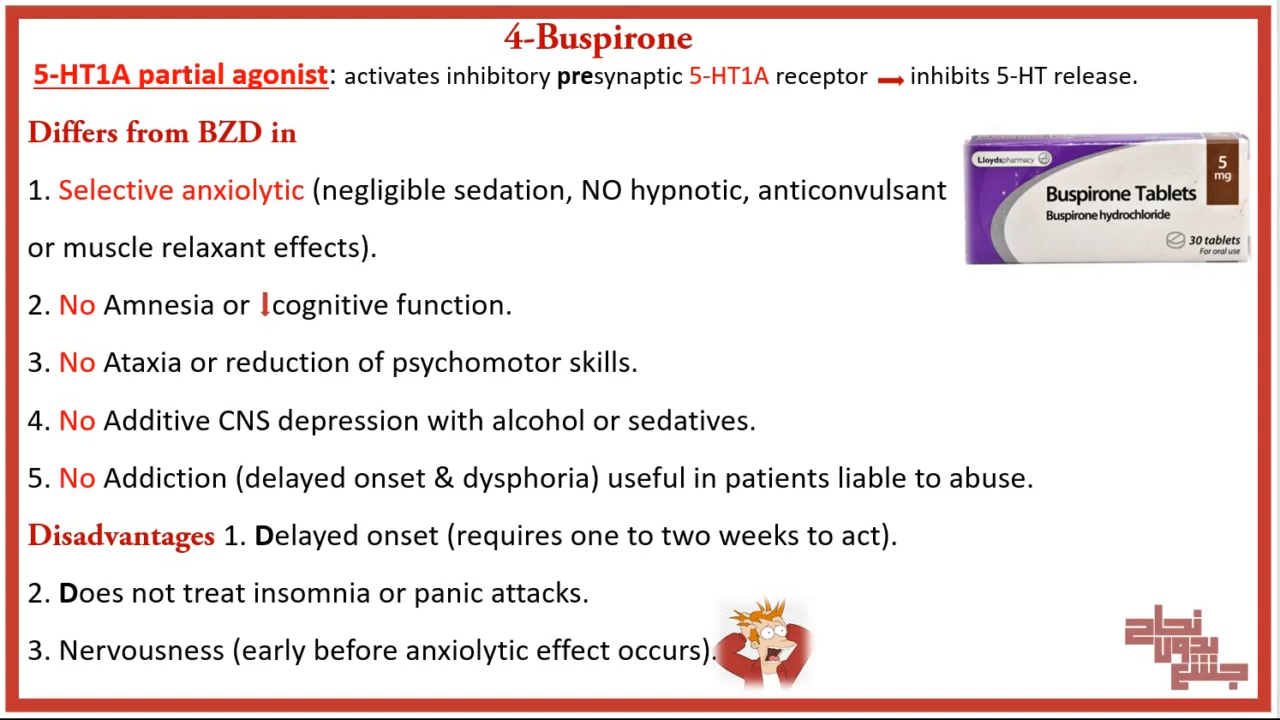 4-Buspirone
5-HT1A partial agonist: activates inhibitory presynaptic 5-HT1A receptor → inhibits 5-HT release.
Differs from BZD in
1. Selective anxiolytic (negligible sedation, NO hypnotic, anticonvulsant
or muscle relaxant effects).
2. No Amnesia or ↓cognitive function.
3. No Ataxia or reduction of psychomotor skills.
4. No Additive CNS depression with alcohol or sedatives.
5. No Addiction (delayed onset & dysphoria) useful in patients liable to abuse.
Disadvantages 1. Delayed onset (requires one to two weeks to act).
2. Does not treat insomnia or panic attacks.
3. Nervousness (early before anxiolytic effect occurs).
Lloydspharmacy
5
mg
Buspirone Tablets
Buspirone hydrochloride
30 tablets
For oral use
نجاح
بدون
جشع